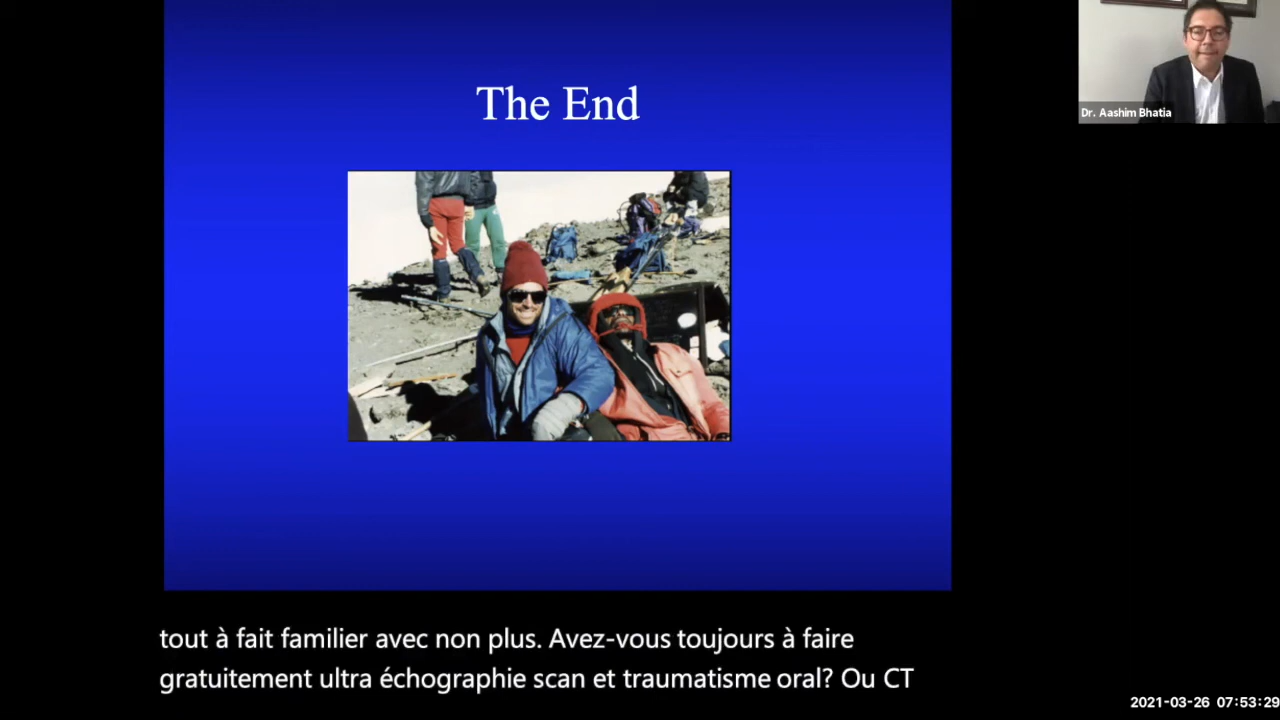 The End
Dr. Aashim Bhatia
tout à fait familier avec non plus. Avez-vous toujours à faire
gratuitement ultra échographie scan et traumatisme oral? Ou CT
2021-03-26 07:53:29